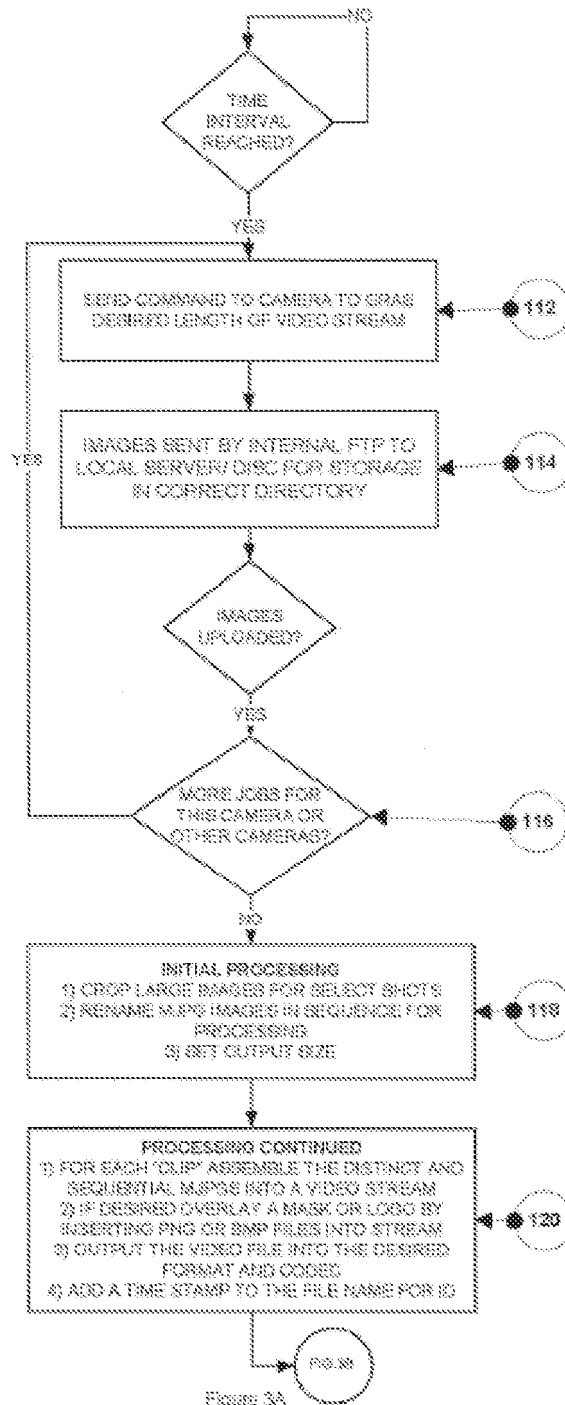 NO
TIME
INTERVAL
REACHED?
YES
SEND COMMAND TO CAMERA TO GRAB
DESIRED LENGTH OF VIDEO STREAM
112
IMAGES SENT BY INTERNAL FTP TO
LOCAL SERVER/ DISC FOR STORAGE
IN CORRECT DIRECTORY
114
YES
IMAGES
UPLOADED?
YES
MORE JOBS FOR
THIS CAMERA OR
OTHER CAMERAS?
116
NO
INITIAL PROCESSING
1) CROP LARGE IMAGES FOR SELECT SHOTS
2) RENAME MJPG IMAGES IN SEQUENCE FOR
PROCESSING
3) SET OUTPUT SIZE
118
PROCESSING CONTINUED
1) FOR EACH "CLIP" ASSEMBLE THE DISTINCT AND
SEQUENTIAL MJPGS INTO A VIDEO STREAM
2) IF DESIRED OVERLAY A MASK OR LOGO BY
INSERTING PNG OR BMP FILES INTO STREAM
3) OUTPUT THE VIDEO FILE INTO THE DESIRED
FORMAT AND CODEC
4) ADD A TIME STAMP TO THE FILE NAME FOR ID
120
FIG. 3B
Figure 3A